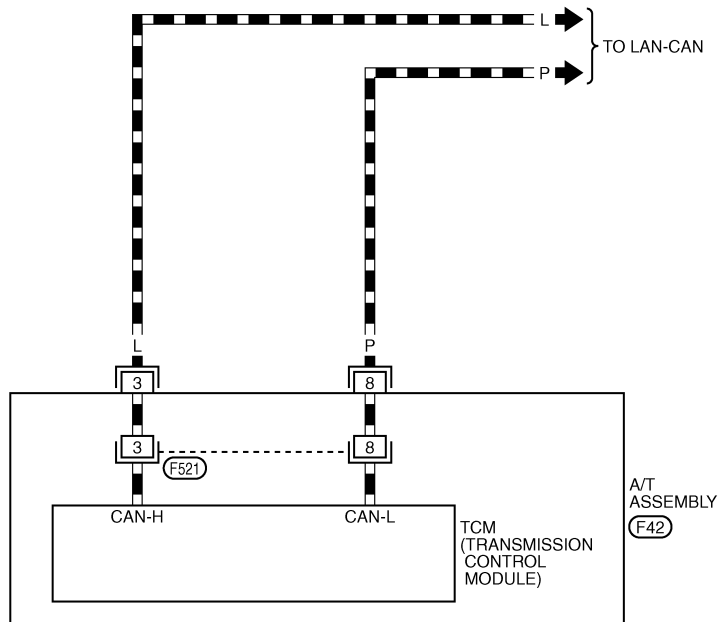 L
TO LAN-CAN
P
L
P
3
8
3
8
F521
A/T
ASSEMBLY
F42
CAN-H
CAN-L
TCM
(TRANSMISSION
CONTROL
MODULE)